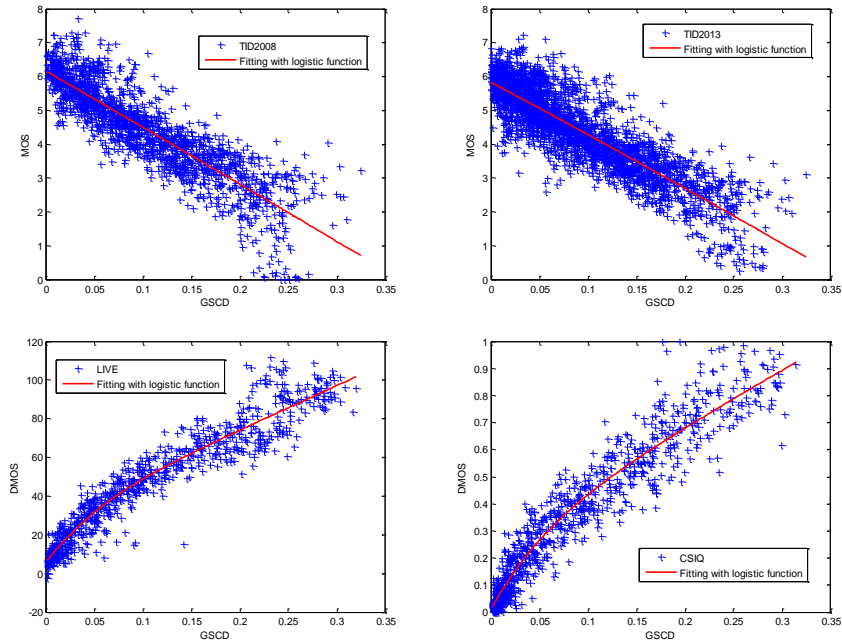 8
7
6
5
4
3
2
1
0
MOS
TID2008
Fitting with logistic function
0 0.05 0.1 0.15 0.2 0.25 0.3 0.35
GSCD
8
7
6
5
4
3
2
1
0
MOS
TID2013
Fitting with logistic function
0 0.05 0.1 0.15 0.2 0.25 0.3 0.35
GSCD
120
100
80
60
40
20
0
-20
DMOS
LIVE
Fitting with logistic function
0 0.05 0.1 0.15 0.2 0.25 0.3 0.35
GSCD
1
0.9
0.8
0.7
0.6
0.5
0.4
0.3
0.2
0.1
0
DMOS
CSIQ
Fitting with logistic function
0 0.05 0.1 0.15 0.2 0.25 0.3 0.35
GSCD